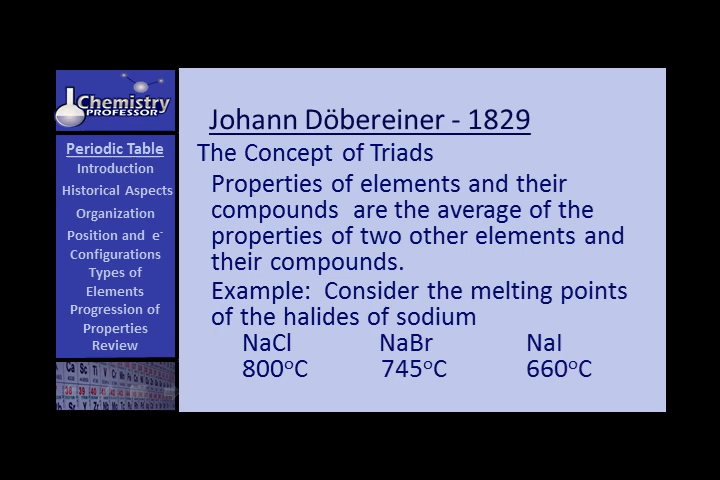 Chemistry
PROFESSOR
Periodic Table
Introduction
Historical Aspects
Organization
Position and e-
Configurations
Types of
Elements
Progression of
Properties
Review
Johann Döbereiner - 1829
The Concept of Triads
Properties of elements and their
compounds are the average of the
properties of two other elements and
their compounds.
Example: Consider the melting points
of the halides of sodium
NaCl NaBr NaI
800oC 745oC 660oC